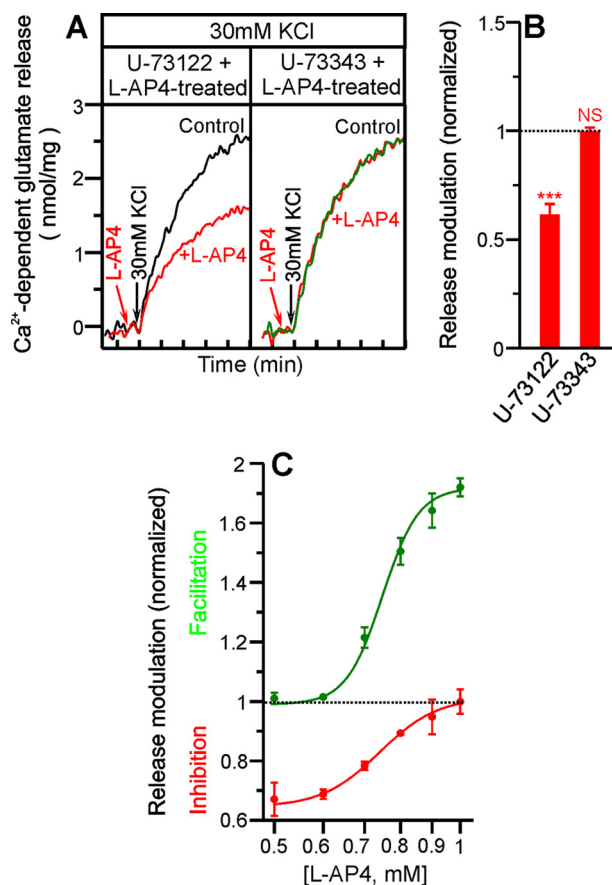 A
30mM KCl
U-73122 +
L-AP4-treated
U-73343 +
L-AP4-treated
Ca²⁺-dependent glutamate release
( nmol/mg )
3
2
1
0
Control
+L-AP4
L-AP4
30mM KCl
Control
+L-AP4
L-AP4
30mM KCl
Time (min)
B
Release modulation (normalized)
1.5
1
0.5
0
***
NS
U-73122
U-73343
C
Release modulation (normalized)
Facilitation
Inhibition
2
1.6
1.4
1.2
1
0.8
0.6
0.5
0.6
0.7
0.8
0.9
1
[L-AP4, mM]